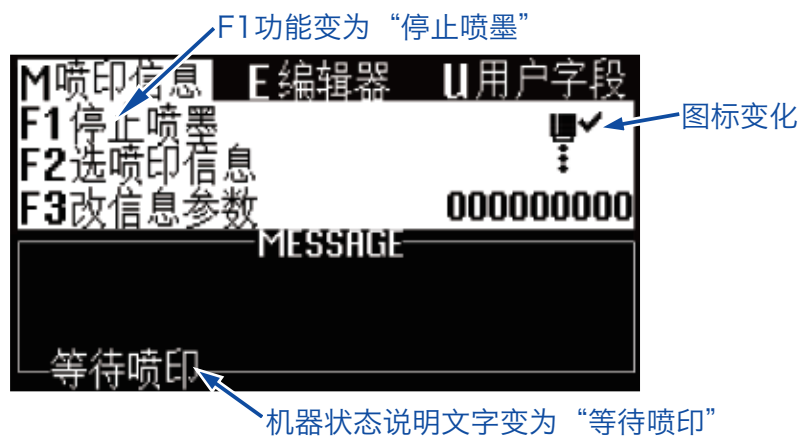 F1功能变为“停止喷墨”
M喷印信息 E编辑器 U用户字段
F1停止喷墨
图标变化
F2选喷印信息
F3改信息参数 000000000
MESSAGE
等待喷印
机器状态说明文字变为“等待喷印”